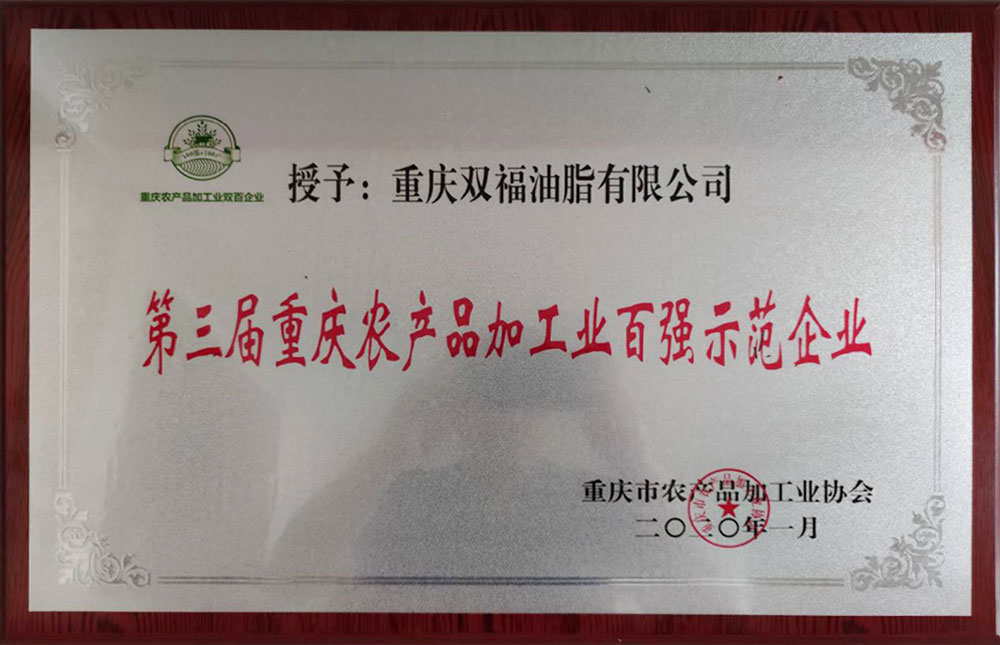 重庆农产品加工业双百企业
授予：重庆双福油脂有限公司
第三届重庆农产品加工业百强示范企业
重庆市农产品加工业协会
二〇二〇年一月